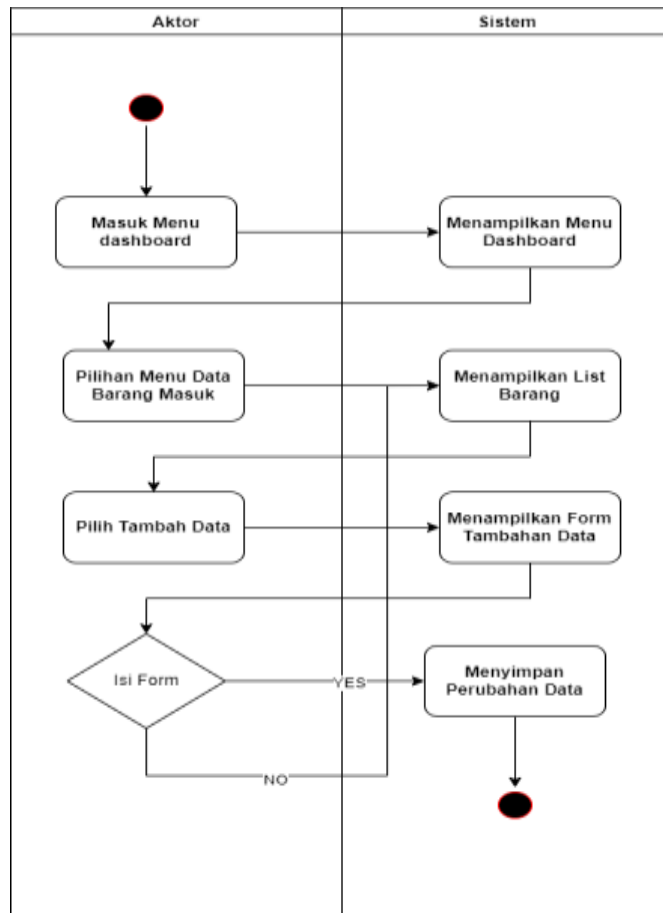 Aktor
Sistem
Masuk Menu
dashboard
Menampilkan Menu
Dashboard
Pilihan Menu Data
Barang Masuk
Menampilkan List
Barang
Pilih Tambah Data
Menampilkan Form
Tambahan Data
Isi Form
YES
Menyimpan
Perubahan Data
NO